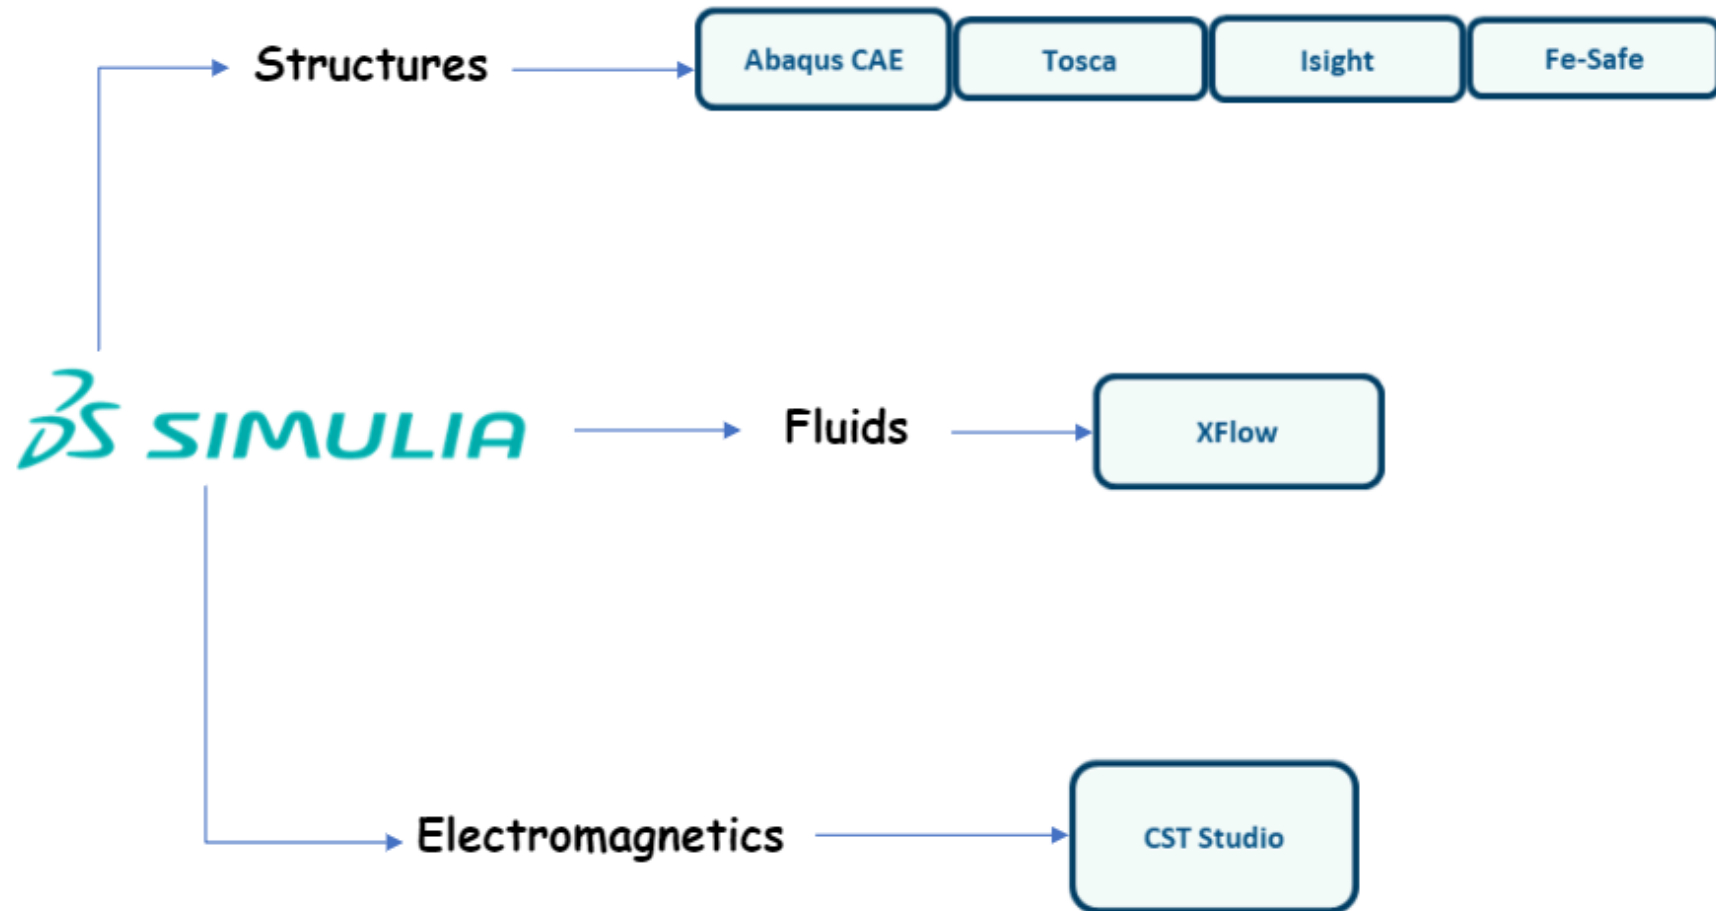 Structures
Abaqus CAE
Tosca
Isight
Fe-Safe
SIMULIA
Fluids
XFlow
Electromagnetics
CST Studio